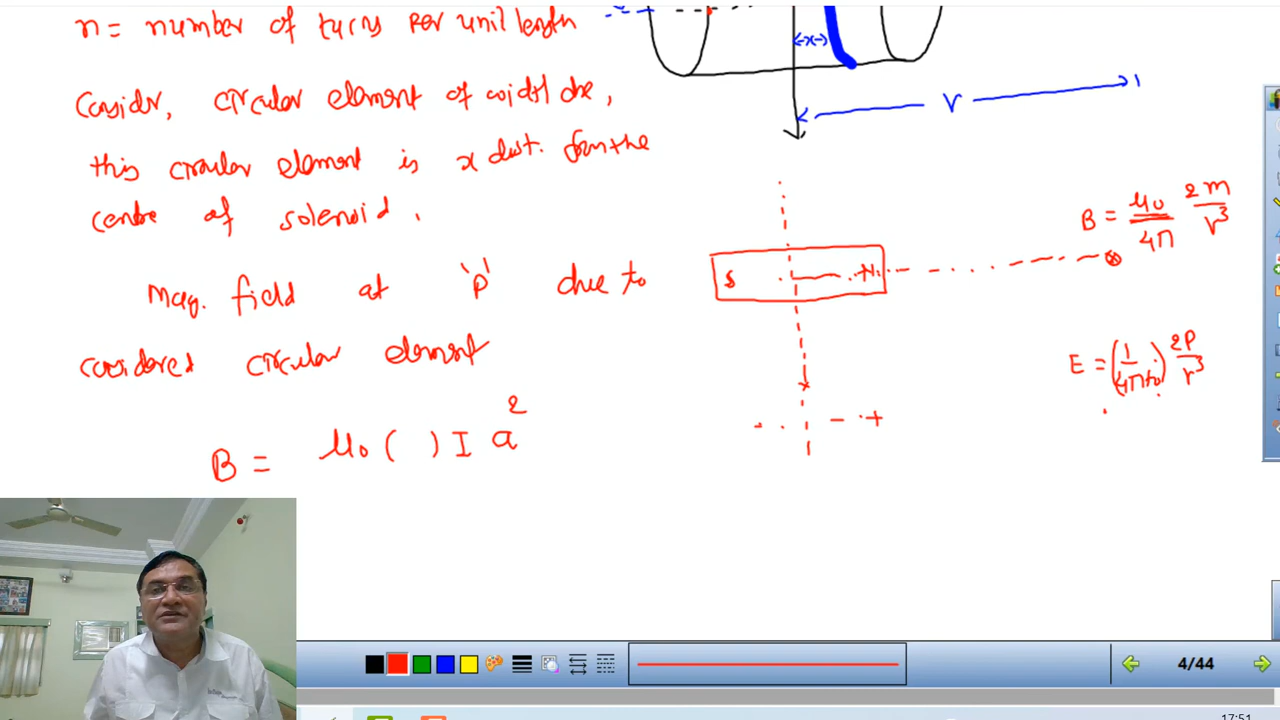 n = number of turns per unit length
Consider, circular element of width dx,
this circular element is x dist. from the
centre of solenoid.
Mag. field at 'P' due to
considered circular element
B = μ₀ ( ) I a²
x
r
S N
B = μ₀/4π 2m/r³
E = (1/4πϵ₀) 2P/r³
- +
4/44
17:51